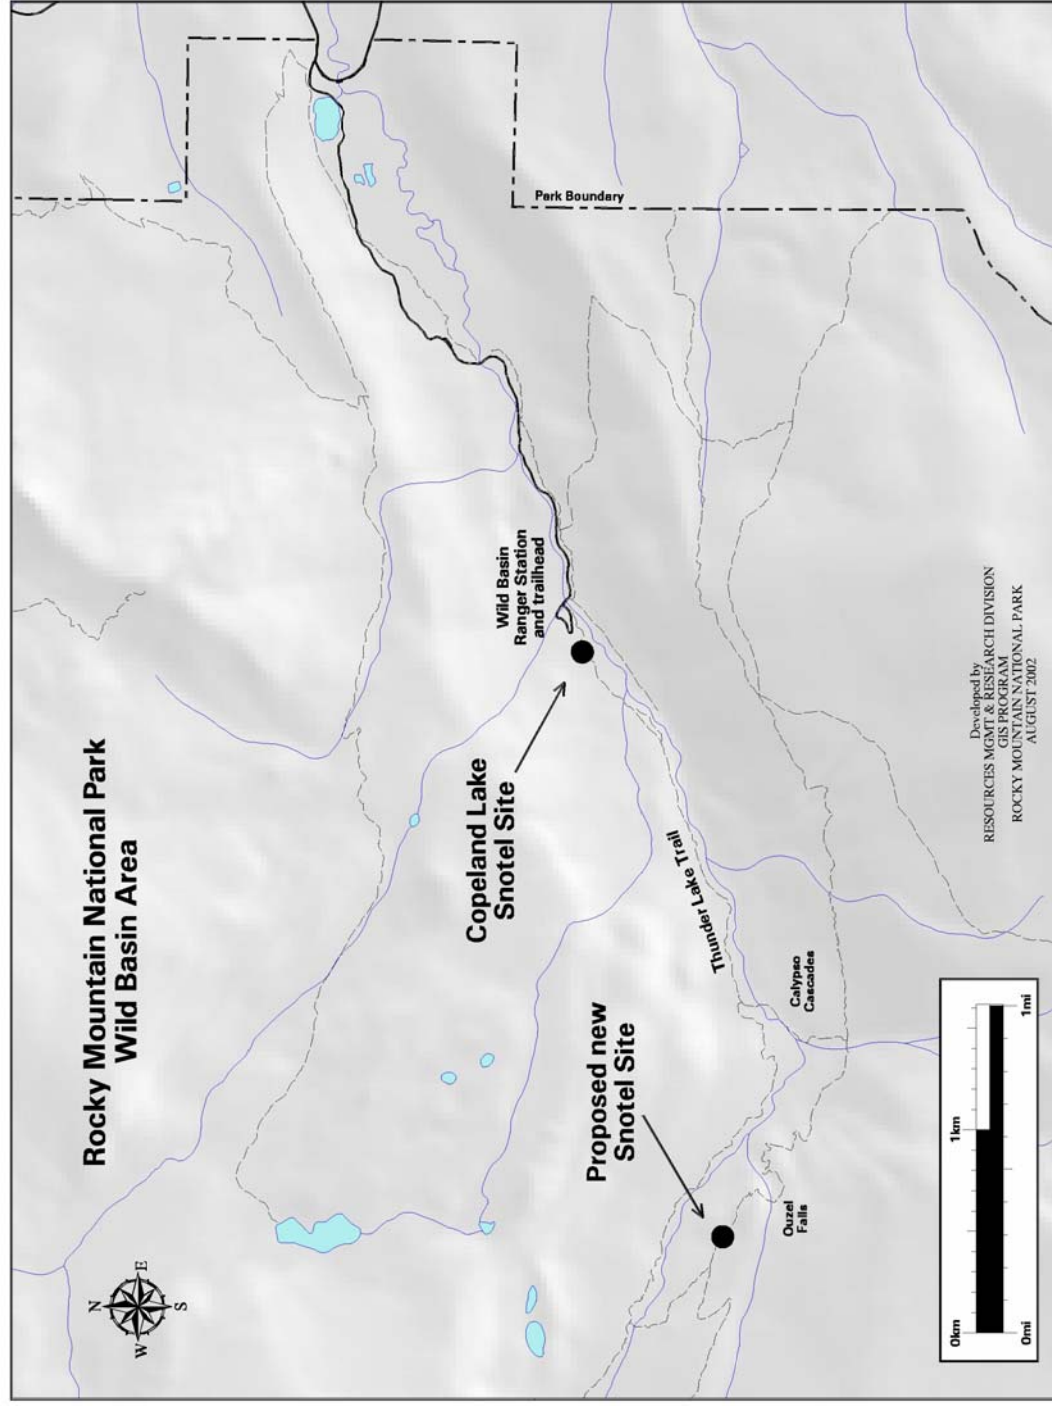 Rocky Mountain National Park
Wild Basin Area
N
W
E
S
Park Boundary
Wild Basin
Ranger Station
and trailhead
Copeland Lake
Snotel Site
Thunder Lake Trail
Calypso
Cascades
Proposed new
Snotel Site
Ouzel
Falls
Developed by
RESOURCES MGMT & RESEARCH DIVISION
GIS PROGRAM
ROCKY MOUNTAIN NATIONAL PARK
AUGUST 2002
0km
1km
0mi
1mi